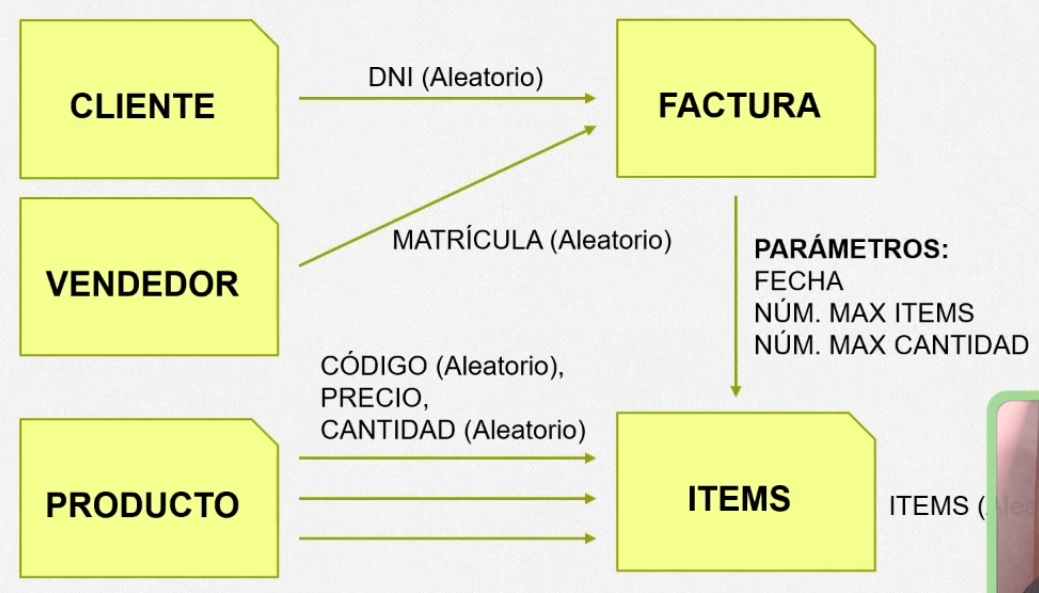 CLIENTE
DNI (Aleatorio)
FACTURA
VENDEDOR
MATRÍCULA (Aleatorio)
PARÁMETROS:
FECHA
NÚM. MAX ITEMS
NÚM. MAX CANTIDAD
CÓDIGO (Aleatorio),
PRECIO,
CANTIDAD (Aleatorio)
PRODUCTO
ITEMS
ITEMS (